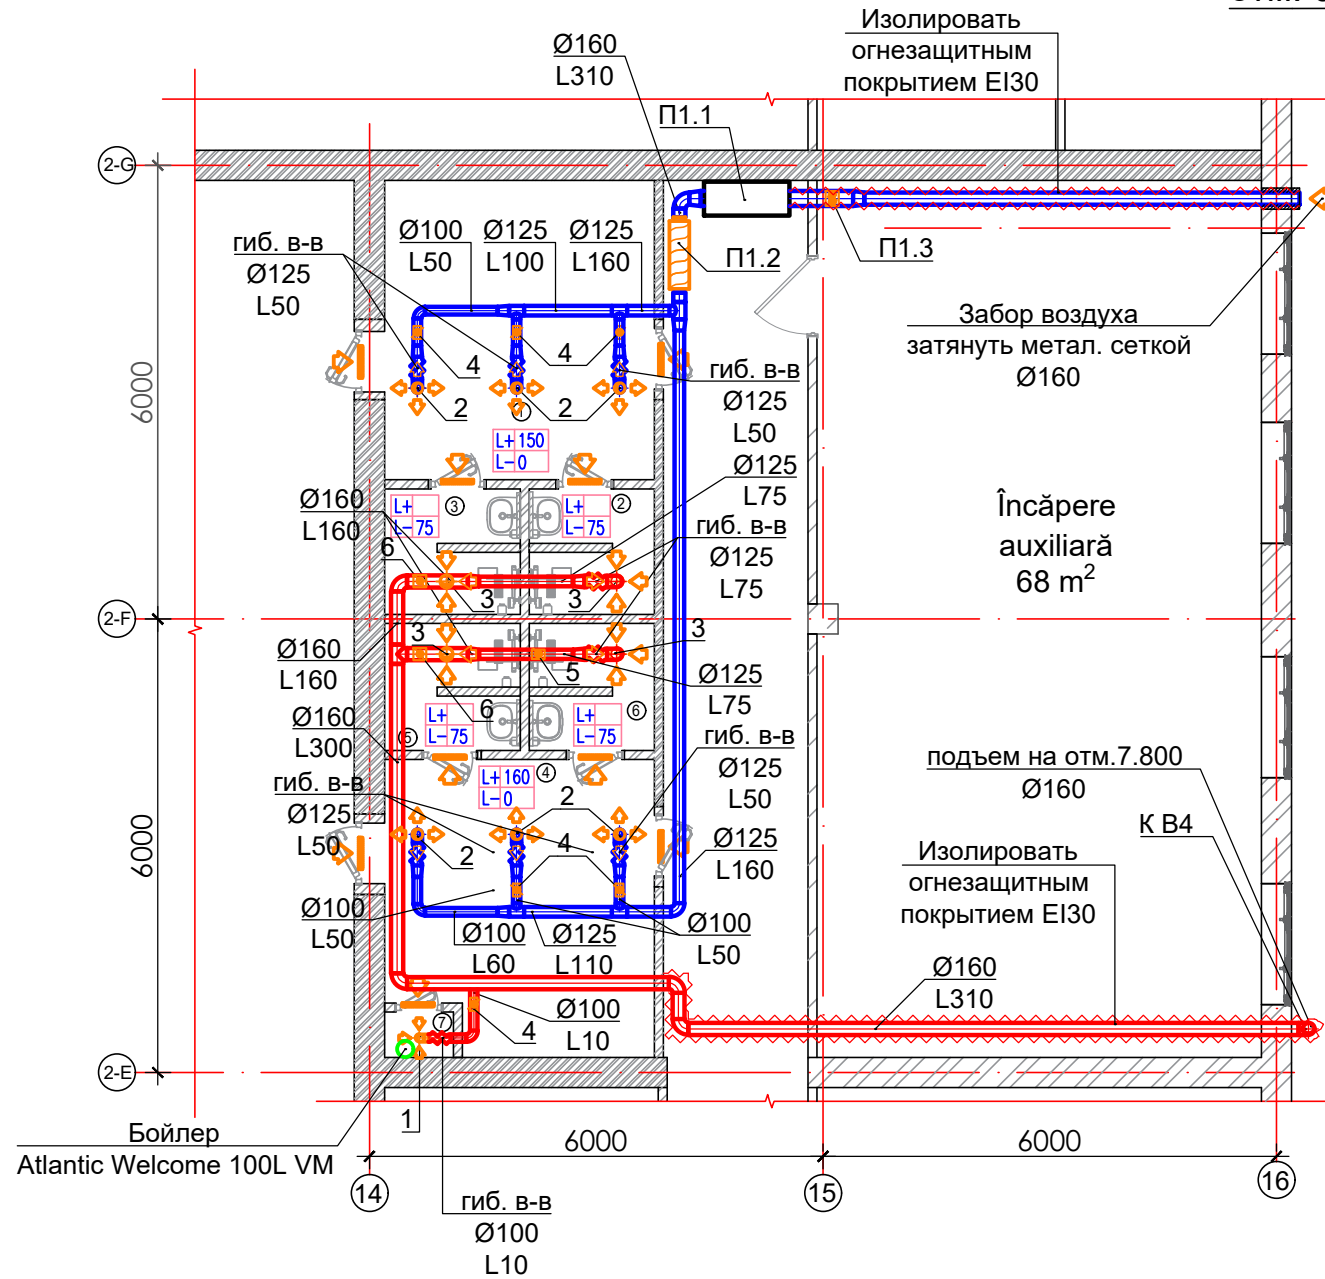 Изолировать
огнезащитным
покрытием EI30
Ø160
L310
П1.1
2-G
гиб. в-в
Ø125
L50
Ø100
L50
Ø125
L100
Ø125
L160
П1.2
П1.3
Забор воздуха
затянуть метал. сеткой
Ø160
4
4
2
2
1
гиб. в-в
Ø125
L50
6000
L+ 150
L- 0
Ø125
L75
Ø160
L160
L+
L- 75
3
L+
L- 75
2
гиб. в-в
Ø125
L75
Încăpere
auxiliară
68 m2
6
3
3
2-F
3
3
Ø160
L160
5
6
Ø125
L75
Ø160
L300
L+
L- 75
5
L+
L- 75
6
гиб. в-в
Ø125
L50
L+ 160
L- 0
4
гиб. в-в
Ø125
L50
2
2
4
подъем на отм.7.800
Ø160
К В4
6000
Ø125
L160
Изолировать
огнезащитным
покрытием EI30
Ø100
L50
Ø100
L60
Ø125
L110
Ø100
L50
Ø160
L310
Ø100
L10
4
7
2-E
1
Бойлер
Atlantic Welcome 100L VM
6000
6000
14
15
16
гиб. в-в
Ø100
L10